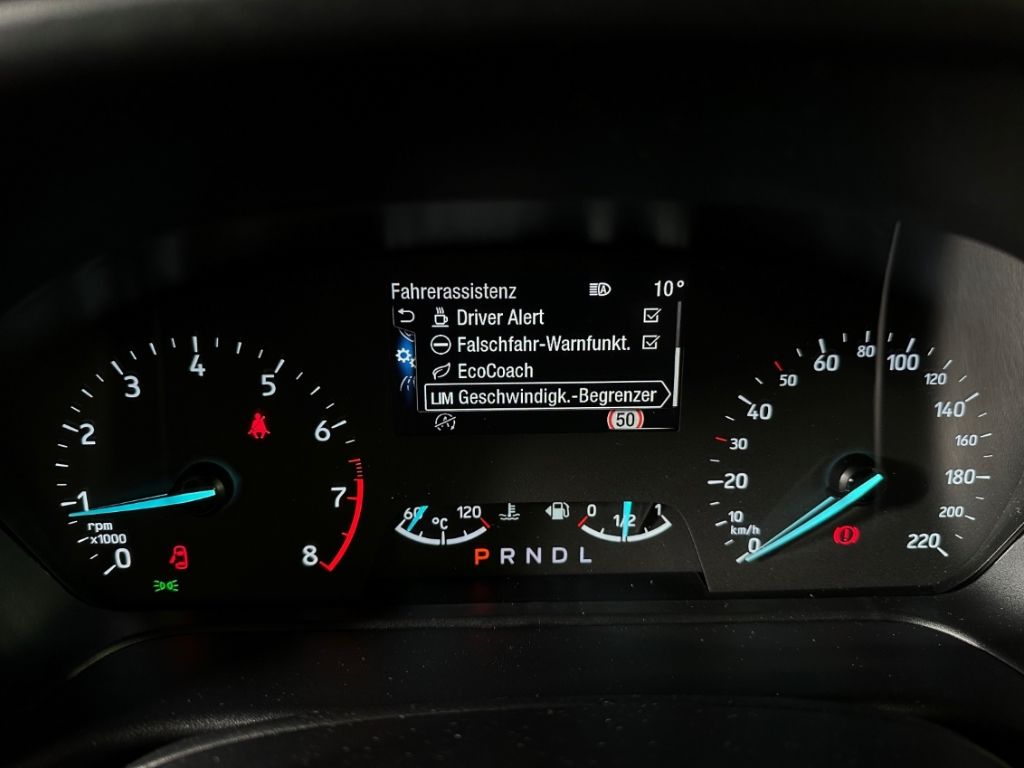 Fahrerassistenz 10°
Driver Alert
Falschfahr-Warnfunkt.
EcoCoach
LIM Geschwindigk.-Begrenzer
50
0
1
2
3
4
5
6
7
8
rpm
x1000
60 °C 120
0 1/2 1
P R N D L
0
10
20
30
40
50
60
80
100
120
140
160
180
200
220
km/h